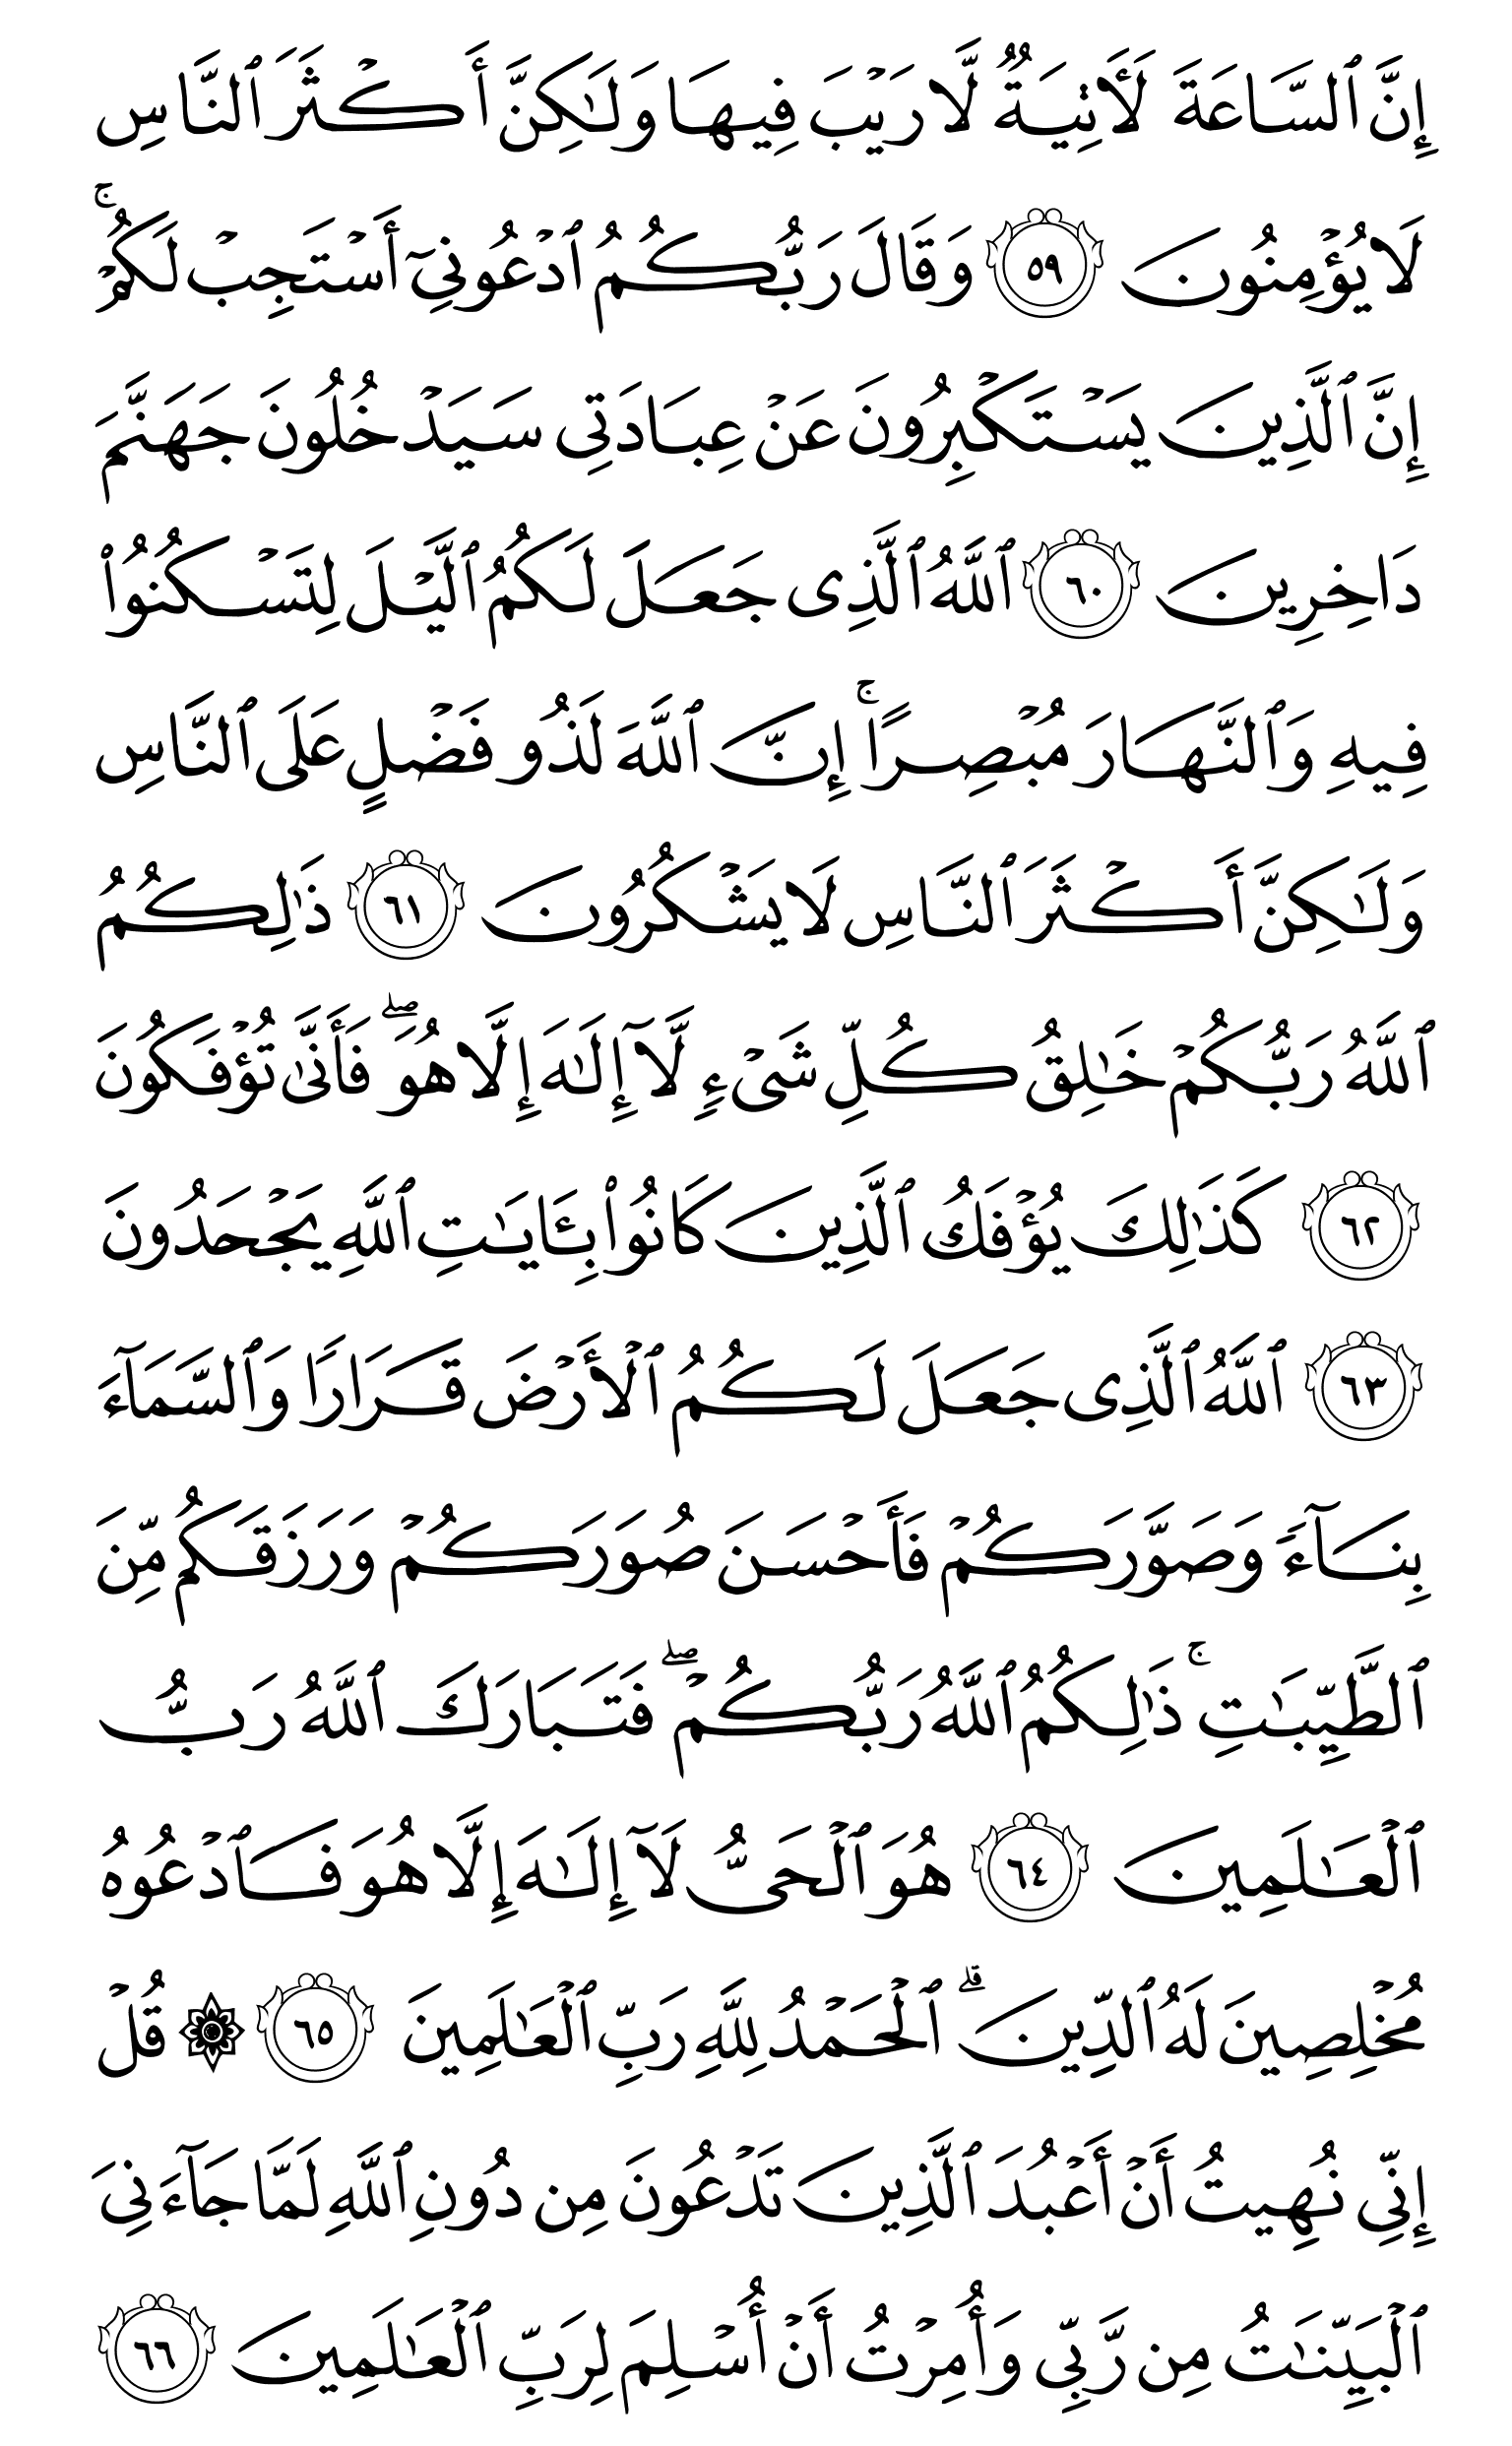 إِنَّ ٱلسَّاعَةَ لَأٓتِيَةٌ لَّا رَيۡبَ فِيهَا وَلَٰكِنَّ أَكۡثَرَ ٱلنَّاسِ
لَا يُؤۡمِنُونَ ٥٩ وَقَالَ رَبُّكُمُ ٱدۡعُونِيٓ أَسۡتَجِبۡ لَكُمۡۚ
إِنَّ ٱلَّذِينَ يَسۡتَكۡبِرُونَ عَنۡ عِبَادَتِي سَيَدۡخُلُونَ جَهَنَّمَ
دَاخِرِينَ ٦٠ ٱللَّهُ ٱلَّذِي جَعَلَ لَكُمُ ٱلَّيۡلَ لِتَسۡكُنُواْ
فِيهِ وَٱلنَّهَارَ مُبۡصِرًاۚ إِنَّ ٱللَّهَ لَذُو فَضۡلٍ عَلَى ٱلنَّاسِ
وَلَٰكِنَّ أَكۡثَرَ ٱلنَّاسِ لَا يَشۡكُرُونَ ٦١ ذَٰلِكُمُ
ٱللَّهُ رَبُّكُمۡ خَٰلِقُ كُلِّ شَيۡءٖ لَّآ إِلَٰهَ إِلَّا هُوَۖ فَأَنَّىٰ تُؤۡفَكُونَ
٦٢ كَذَٰلِكَ يُؤۡفَكُ ٱلَّذِينَ كَانُواْ بِـَٔايَٰتِ ٱللَّهِ يَجۡحَدُونَ
٦٣ ٱللَّهُ ٱلَّذِي جَعَلَ لَكُمُ ٱلۡأَرۡضَ قَرَارٗا وَٱلسَّمَآءَ
بِنَآءٗ وَصَوَّرَكُمۡ فَأَحۡسَنَ صُوَرَكُمۡ وَرَزَقَكُم مِّنَ
ٱلطَّيِّبَٰتِۚ ذَٰلِكُمُ ٱللَّهُ رَبُّكُمۡۖ فَتَبَارَكَ ٱللَّهُ رَبُّ
ٱلۡعَٰلَمِينَ ٦٤ هُوَ ٱلۡحَيُّ لَآ إِلَٰهَ إِلَّا هُوَ فَٱدۡعُوهُ
مُخۡلِصِينَ لَهُ ٱلدِّينَۗ ٱلۡحَمۡدُ لِلَّهِ رَبِّ ٱلۡعَٰلَمِينَ ٦٥ ۞ قُلۡ
إِنِّي نُهِيتُ أَنۡ أَعۡبُدَ ٱلَّذِينَ تَدۡعُونَ مِن دُونِ ٱللَّهِ لَمَّا جَآءَنِيَ
ٱلۡبَيِّنَٰتُ مِن رَّبِّي وَأُمِرۡتُ أَنۡ أُسۡلِمَ لِرَبِّ ٱلۡعَٰلَمِينَ ٦٦